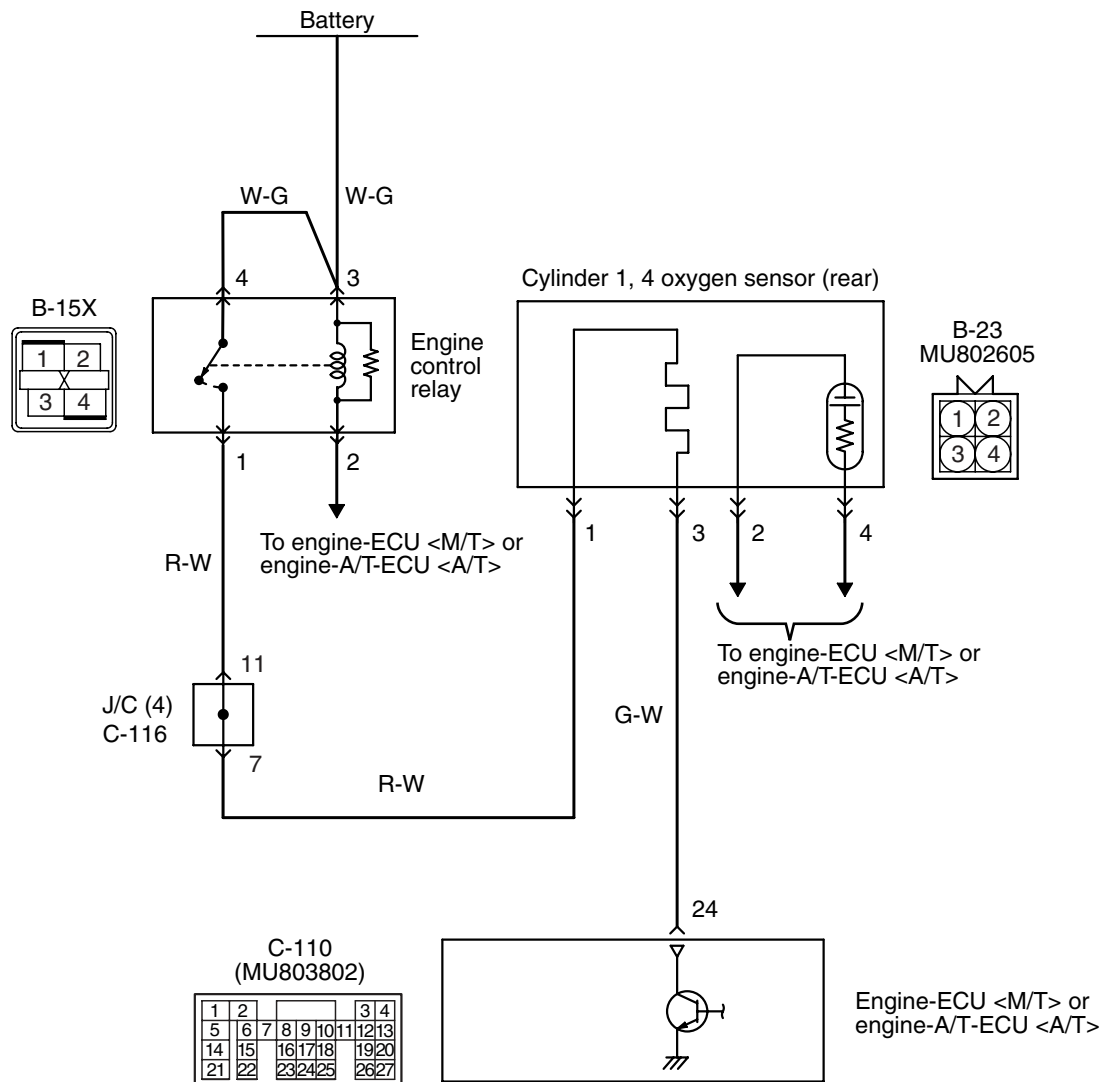 Battery
W-G
W-G
4
3
Cylinder 1, 4 oxygen sensor (rear)
B-15X
1 2
3 4
Engine
control
relay
B-23
MU802605
1 2
3 4
1
2
To engine-ECU <M/T> or
engine-A/T-ECU <A/T>
1
3
2
4
R-W
To engine-ECU <M/T> or
engine-A/T-ECU <A/T>
11
J/C (4)
C-116
7
G-W
R-W
24
C-110
(MU803802)
1 2 3 4
5 6 7 8 9 10 11 12 13
14 15 16 17 18 19 20
21 22 23 24 25 26 27
Engine-ECU <M/T> or
engine-A/T-ECU <A/T>